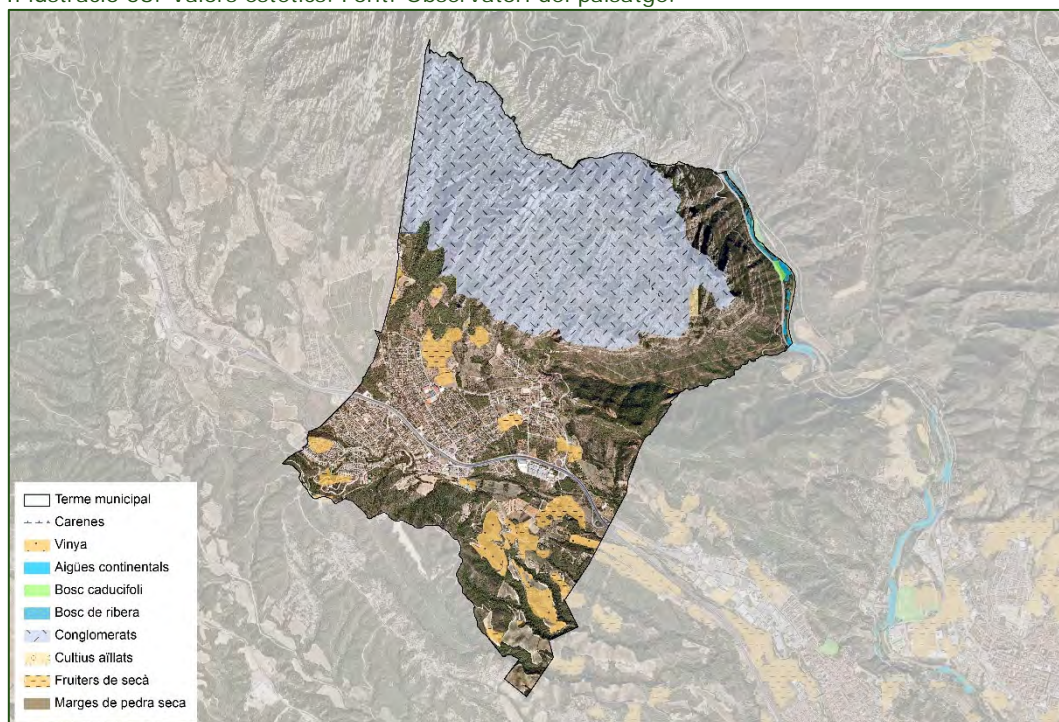 Il·lustració 38. Valors estètics. Font: Observatori del paisatge.
Terme municipal
Carenes
Vinya
Aigües continentals
Bosc caducifoli
Bosc de ribera
Conglomerats
Cultius aïllats
Fruiters de secà
Marges de pedra seca